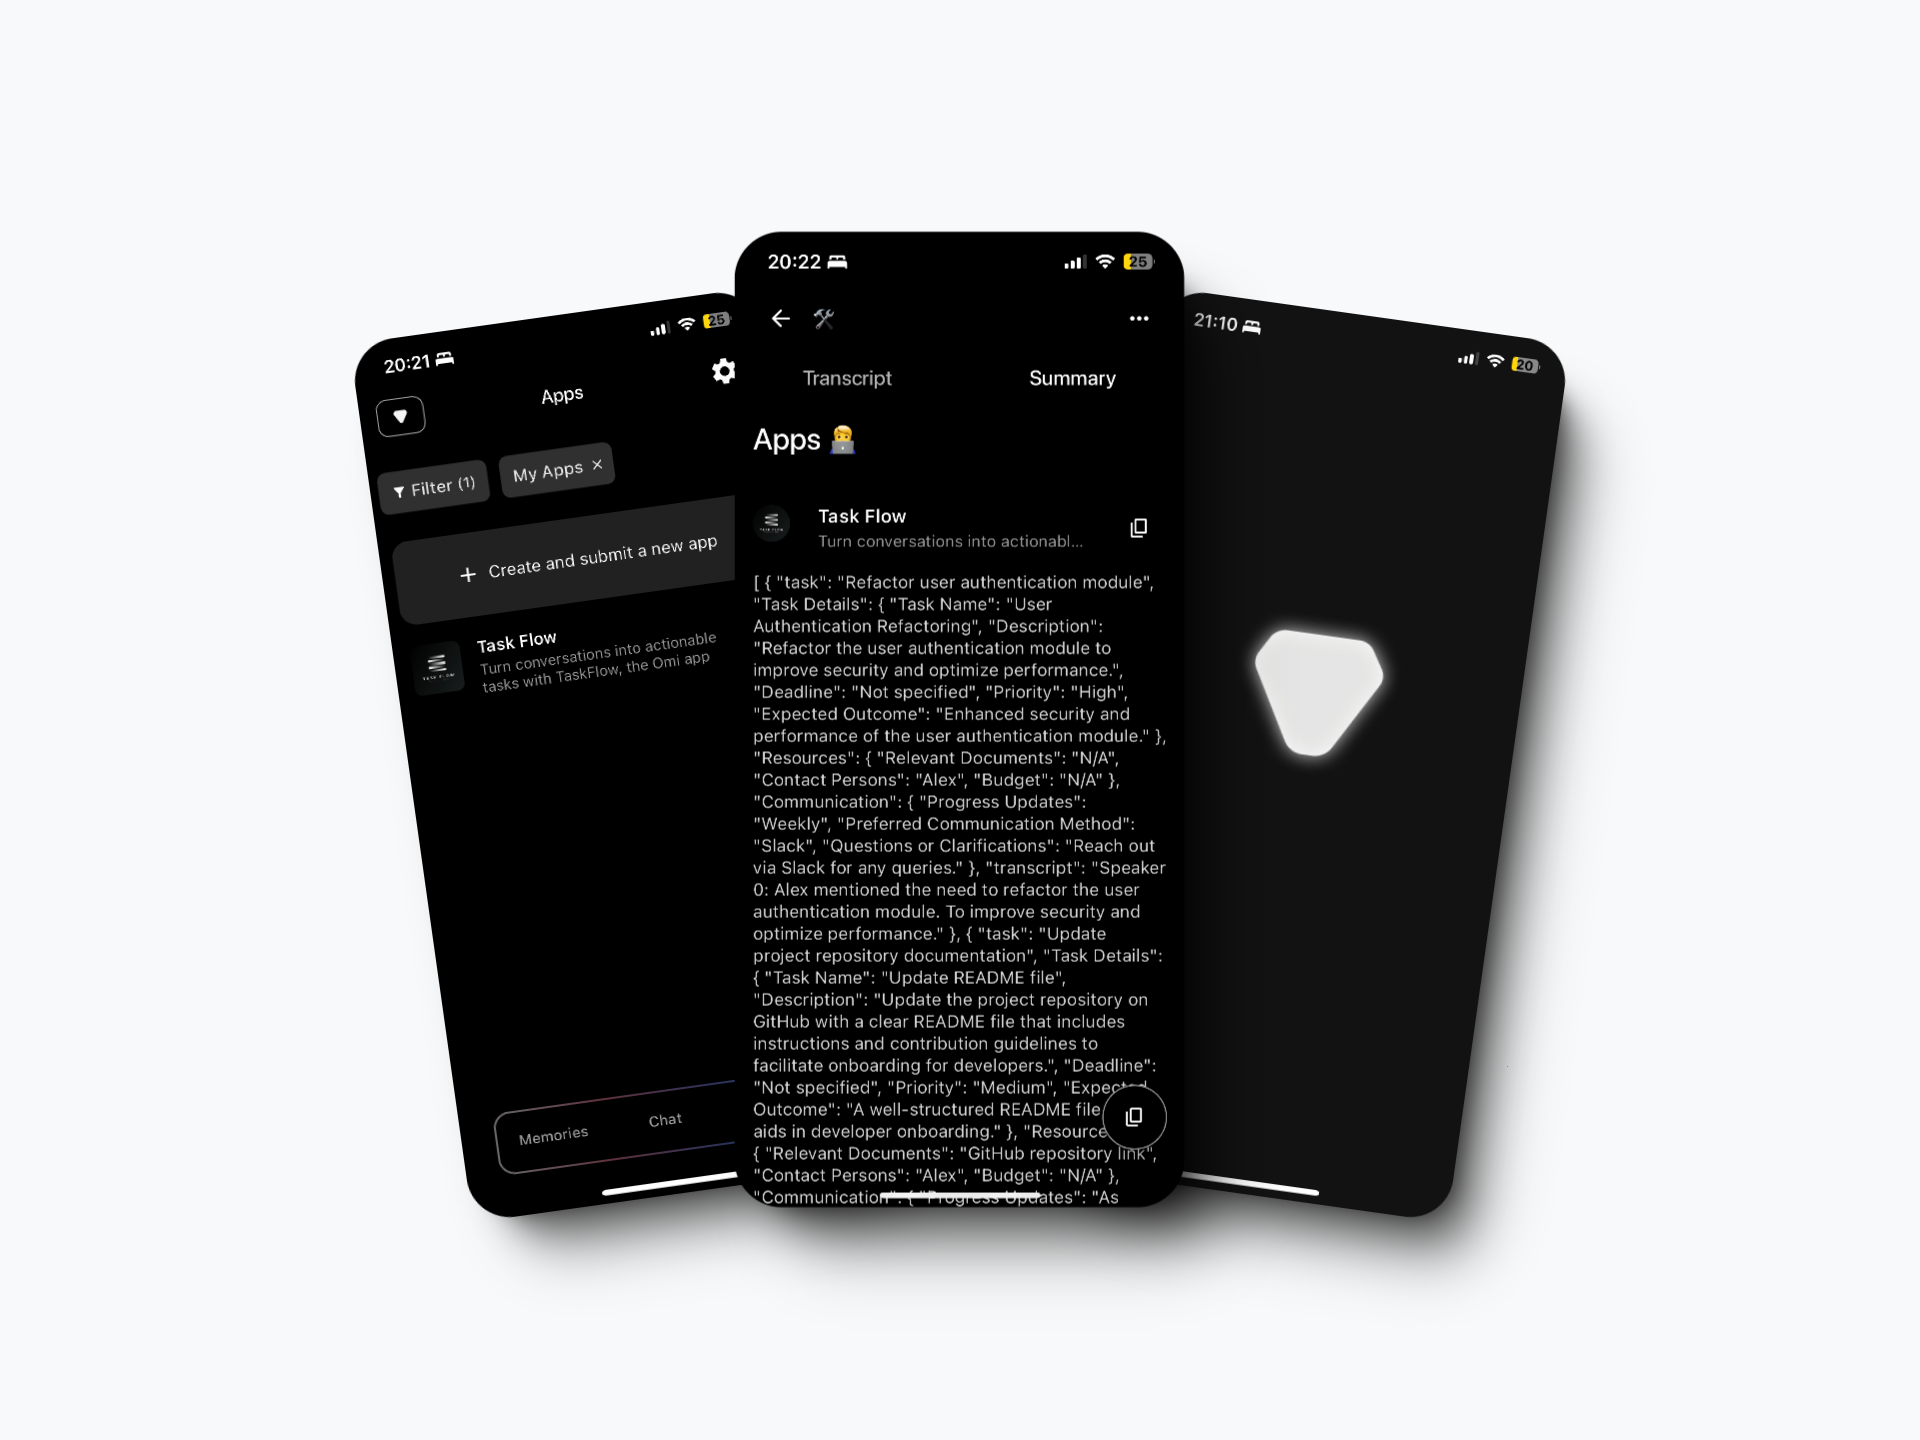 20:21
25
Apps
Filter (1)
My Apps ×
+ Create and submit a new app
TASK FLOW
Task Flow
Turn conversations into actionable
tasks with TaskFlow, the Omi app
Memories
Chat
20:22
25
Transcript
Summary
Apps
TASK FLOW
Task Flow
Turn conversations into actionabl...
[ { "task": "Refactor user authentication module",
"Task Details": { "Task Name": "User
Authentication Refactoring", "Description":
"Refactor the user authentication module to
improve security and optimize performance.",
"Deadline": "Not specified", "Priority": "High",
"Expected Outcome": "Enhanced security and
performance of the user authentication module." },
"Resources": { "Relevant Documents": "N/A",
"Contact Persons": "Alex", "Budget": "N/A" },
"Communication": { "Progress Updates":
"Weekly", "Preferred Communication Method":
"Slack", "Questions or Clarifications": "Reach out
via Slack for any queries." }, "transcript": "Speaker
0: Alex mentioned the need to refactor the user
authentication module. To improve security and
optimize performance." }, { "task": "Update
project repository documentation", "Task Details":
{ "Task Name": "Update README file",
"Description": "Update the project repository on
GitHub with a clear README file that includes
instructions and contribution guidelines to
facilitate onboarding for developers.", "Deadline":
"Not specified", "Priority": "Medium", "Expected
Outcome": "A well-structured README file
aids in developer onboarding." }, "Resource
{ "Relevant Documents": "GitHub repository link",
"Contact Persons": "Alex", "Budget": "N/A" },
"Communication": { "Progress Updates": "As
21:10
20